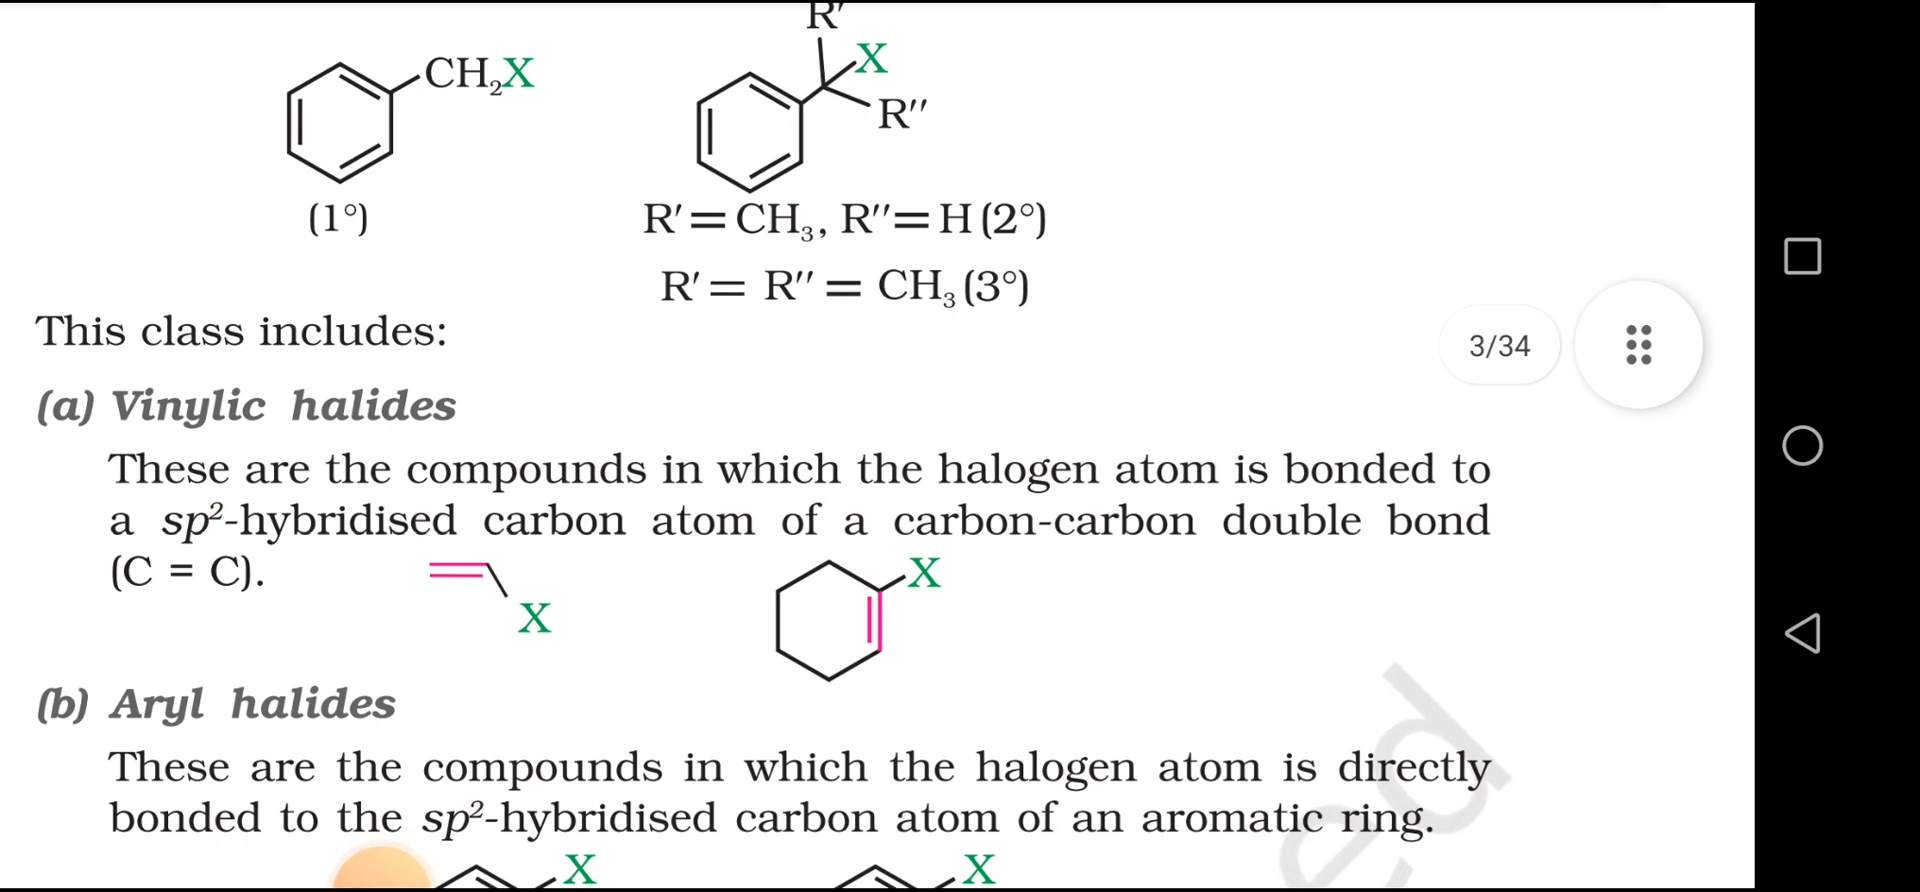 R′
CH₂X
X
R″
(1°)
R′ = CH₃, R″ = H (2°)
R′ = R″ = CH₃ (3°)
This class includes:
3/34
(a) Vinylic halides
These are the compounds in which the halogen atom is bonded to
a sp²-hybridised carbon atom of a carbon-carbon double bond
(C = C).
X
X
(b) Aryl halides
These are the compounds in which the halogen atom is directly
bonded to the sp²-hybridised carbon atom of an aromatic ring.
X
X
ed